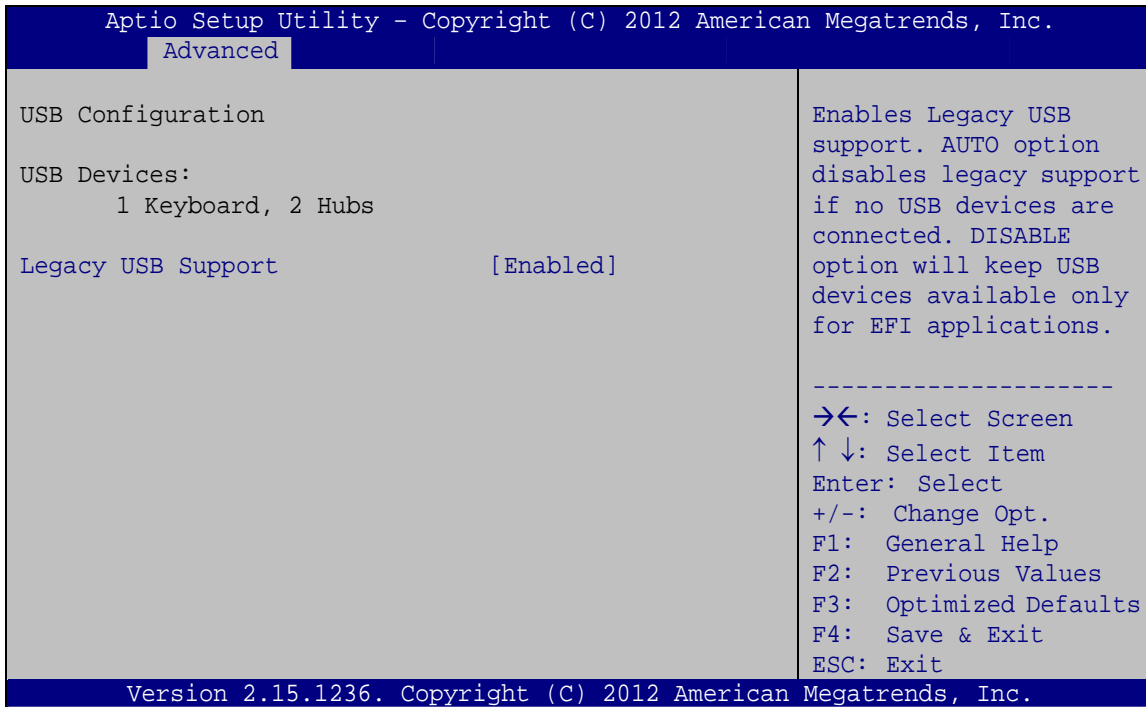 Aptio Setup Utility – Copyright (C) 2012 American Megatrends, Inc.
Advanced
USB Configuration
USB Devices:
1 Keyboard, 2 Hubs
Legacy USB Support [Enabled]
Enables Legacy USB
support. AUTO option
disables legacy support
if no USB devices are
connected. DISABLE
option will keep USB
devices available only
for EFI applications.
---------------------
→←: Select Screen
↑ ↓: Select Item
Enter: Select
+/-: Change Opt.
F1: General Help
F2: Previous Values
F3: Optimized Defaults
F4: Save & Exit
ESC: Exit
Version 2.15.1236. Copyright (C) 2012 American Megatrends, Inc.